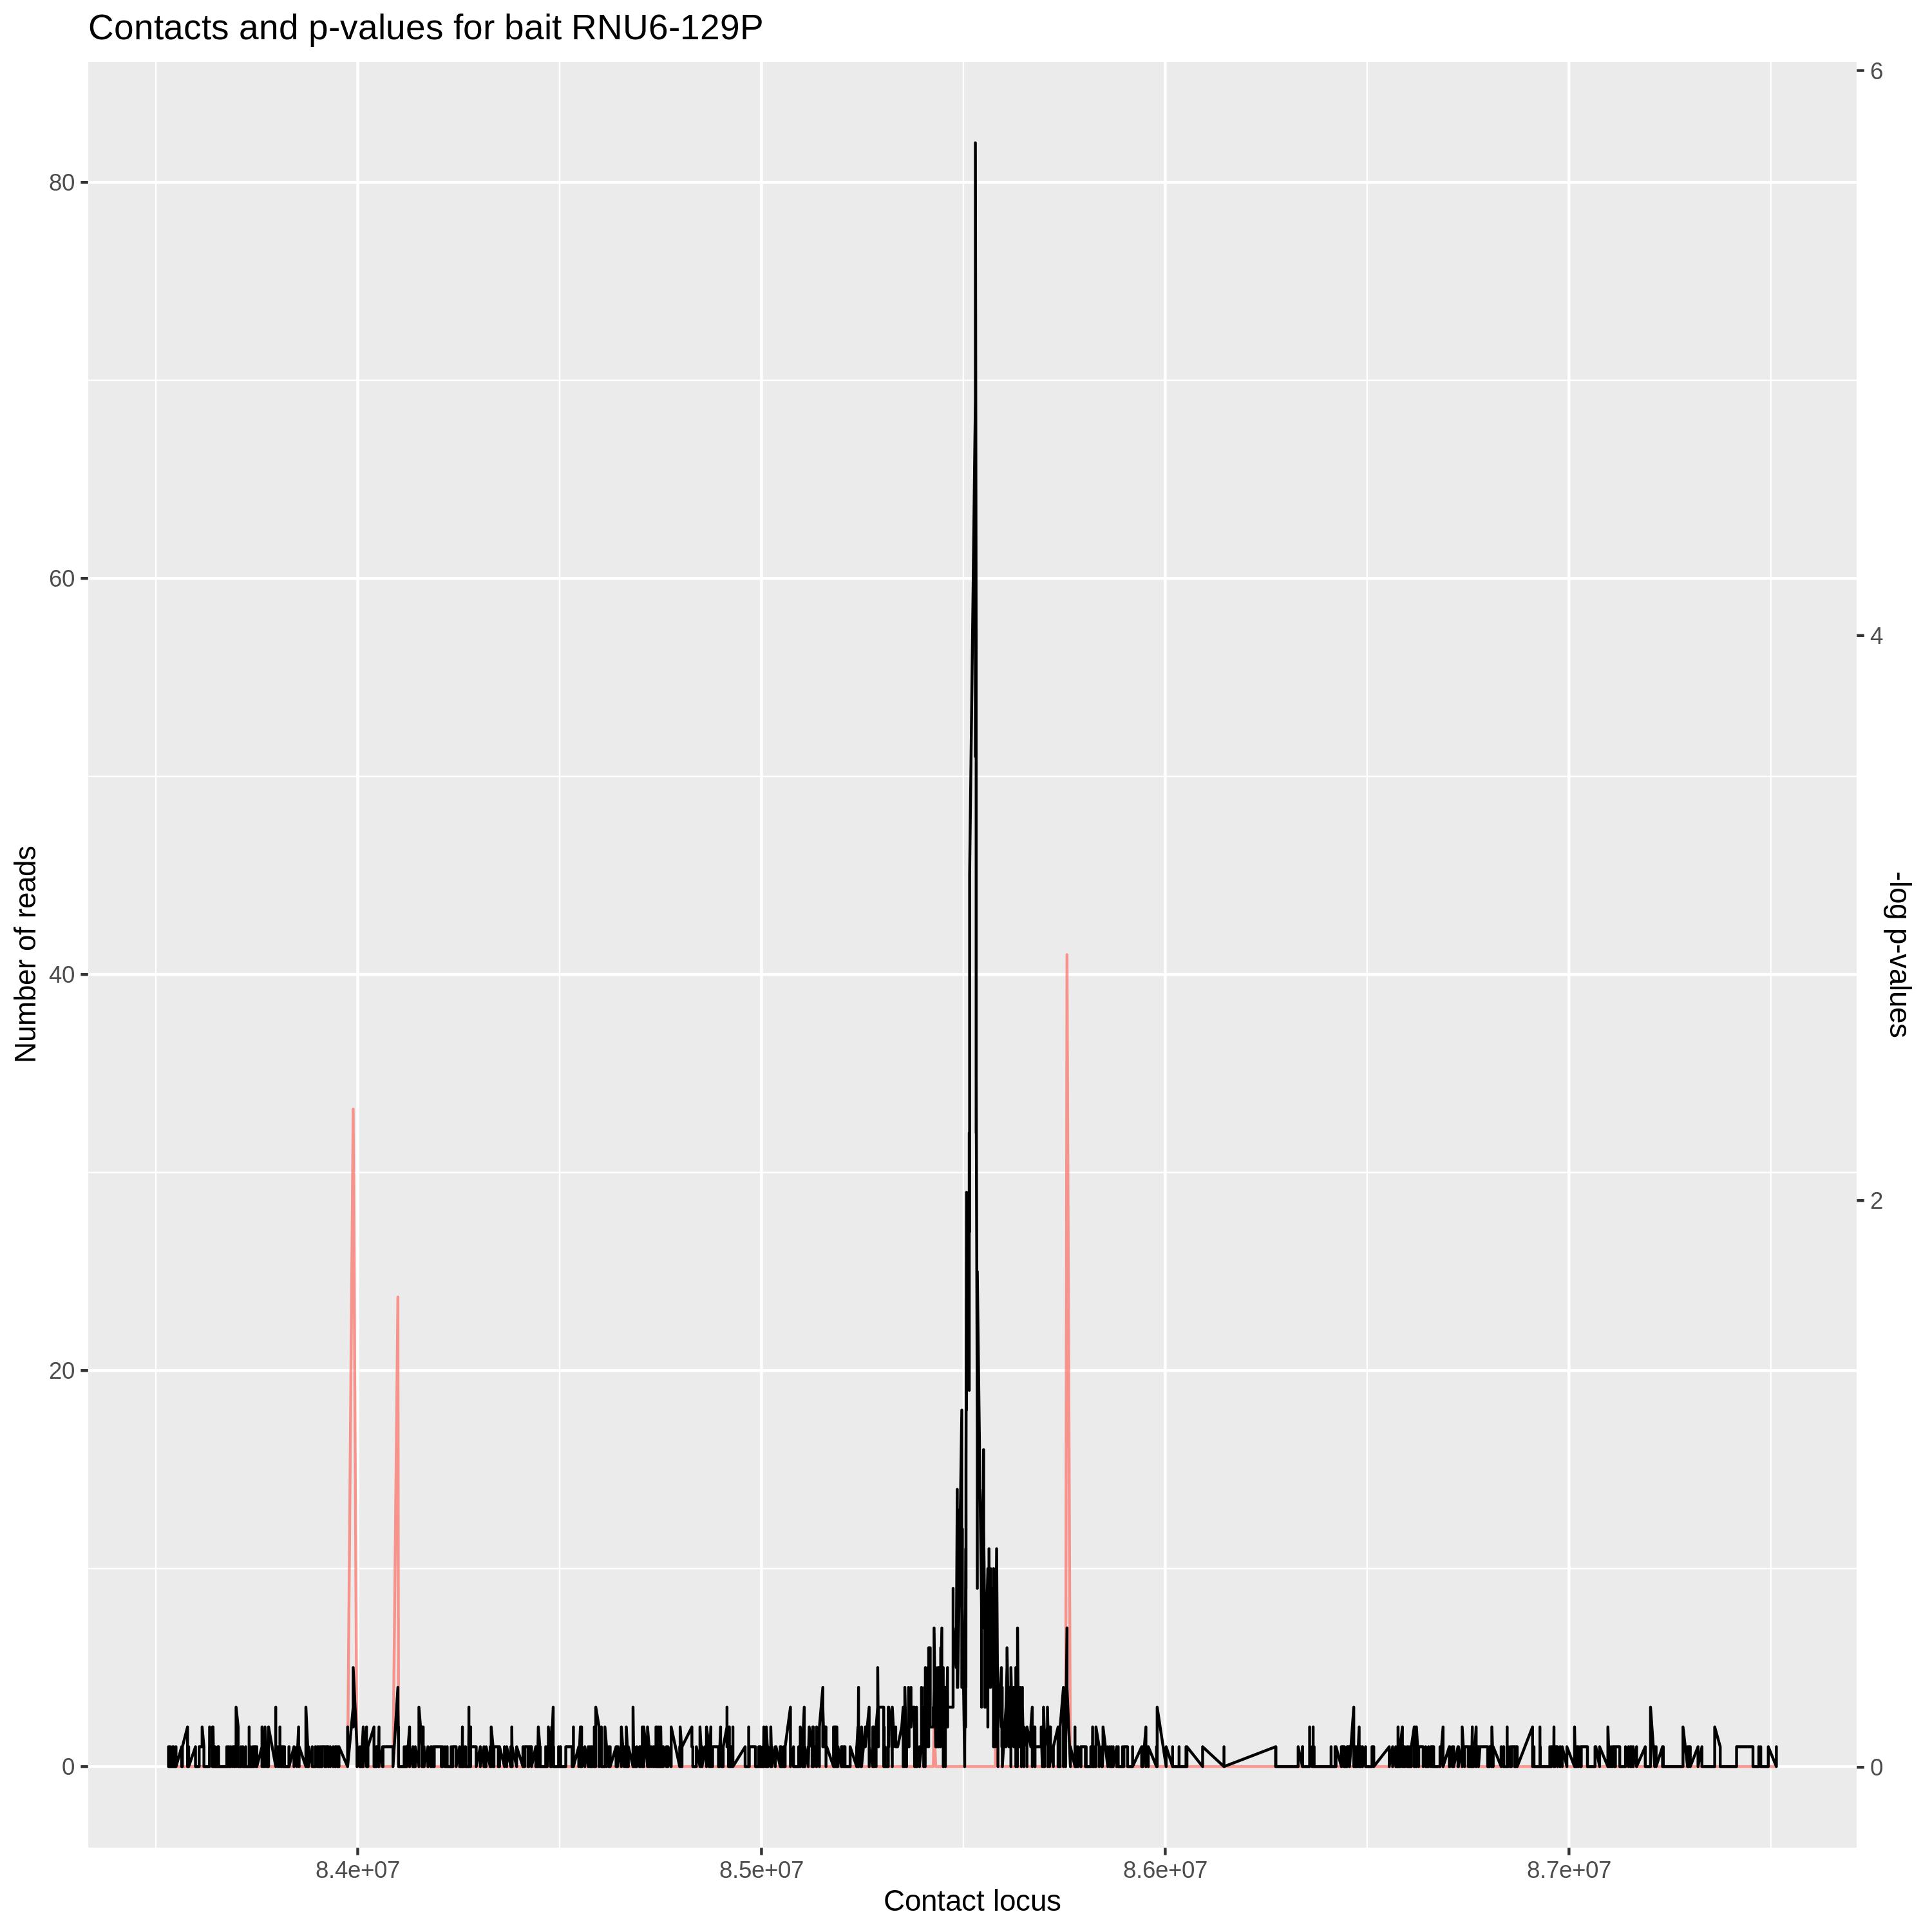 Contacts and p-values for bait RNU6-129P
6
80
4
60
Number of reads
-log p-values
40
2
20
0
0
8.4e+07 8.5e+07 8.6e+07 8.7e+07
Contact locus